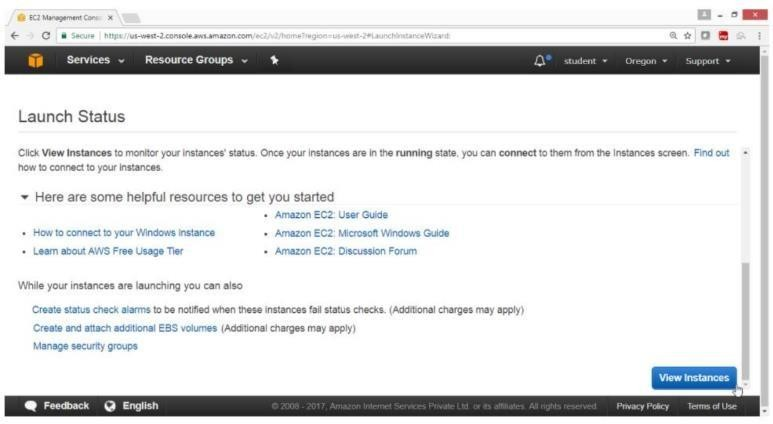 EC2 Management Conso
Secure | https://us-west-2.console.aws.amazon.com/ec2/v2/home?region=us-west-2#LaunchInstanceWizard:
Services Resource Groups student Oregon Support
Launch Status
Click View Instances to monitor your instances' status. Once your instances are in the running state, you can connect to them from the Instances screen. Find out
how to connect to your instances.
Here are some helpful resources to get you started
• Amazon EC2: User Guide
• How to connect to your Windows instance • Amazon EC2: Microsoft Windows Guide
• Learn about AWS Free Usage Tier • Amazon EC2: Discussion Forum
While your instances are launching you can also
Create status check alarms to be notified when these instances fail status checks. (Additional charges may apply)
Create and attach additional EBS volumes (Additional charges may apply)
Manage security groups
View Instances
Feedback English © 2008 - 2017, Amazon Internet Services Private Ltd. or its affiliates. All rights reserved. Privacy Policy Terms of Use